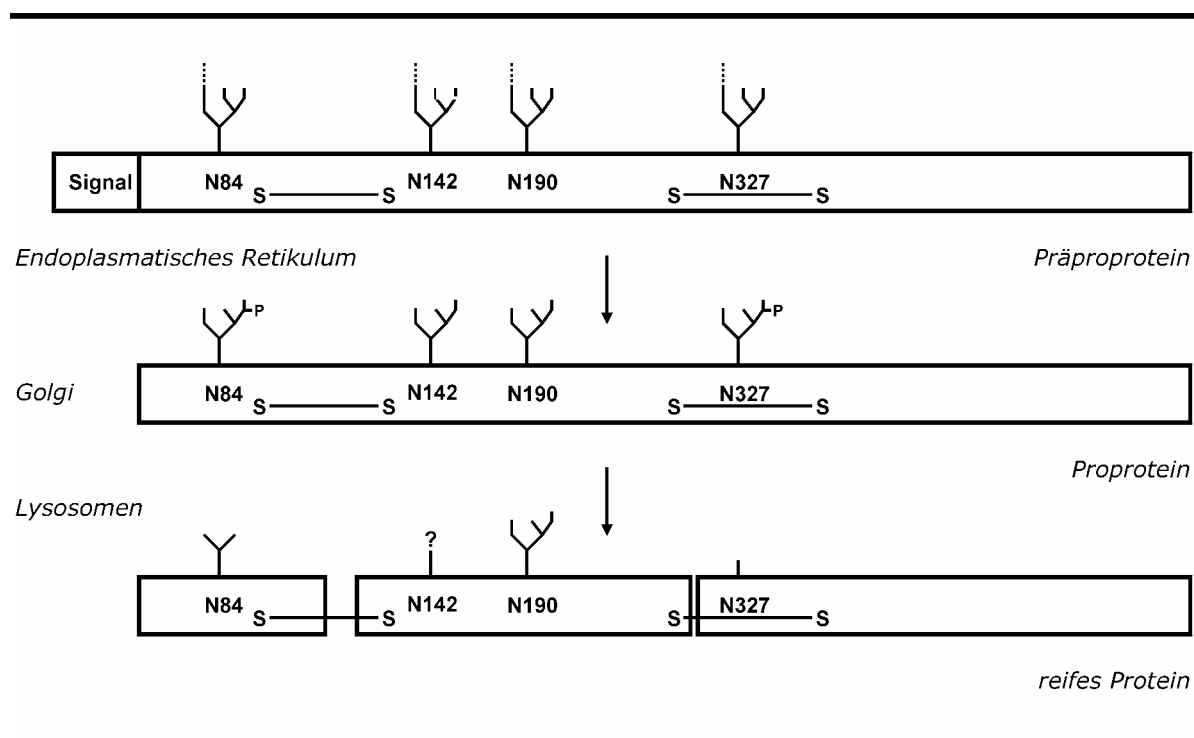 Signal N84 N142 N190 N327
S S S S
Endoplasmatisches Retikulum Präproprotein
P P
Golgi N84 N142 N190 N327
S S S S
Proprotein
Lysosomen
?
N84 N142 N190 N327
S S S S
reifes Protein